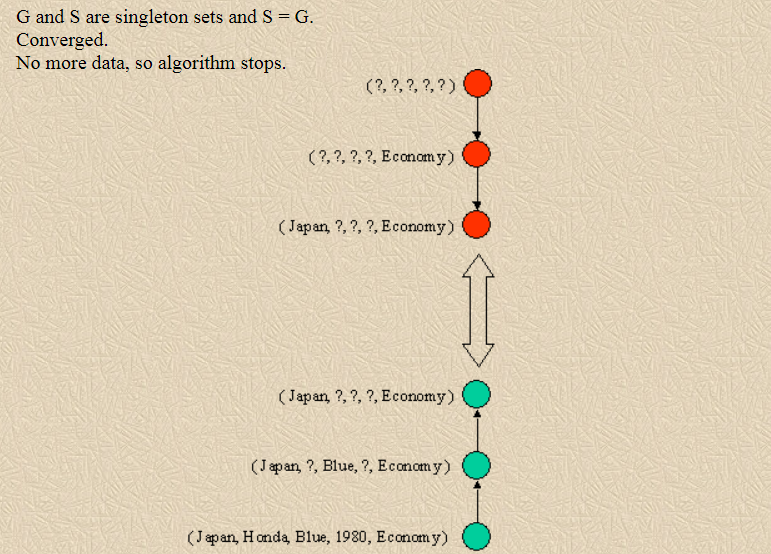 G and S are singleton sets and S = G.
Converged.
No more data, so algorithm stops.
(?, ?, ?, ?, ?)
(?, ?, ?, ?, Economy)
(Japan, ?, ?, ?, Economy)
(Japan, ?, ?, ?, Economy)
(Japan, ?, Blue, ?, Economy)
(Japan, Honda, Blue, 1980, Economy)